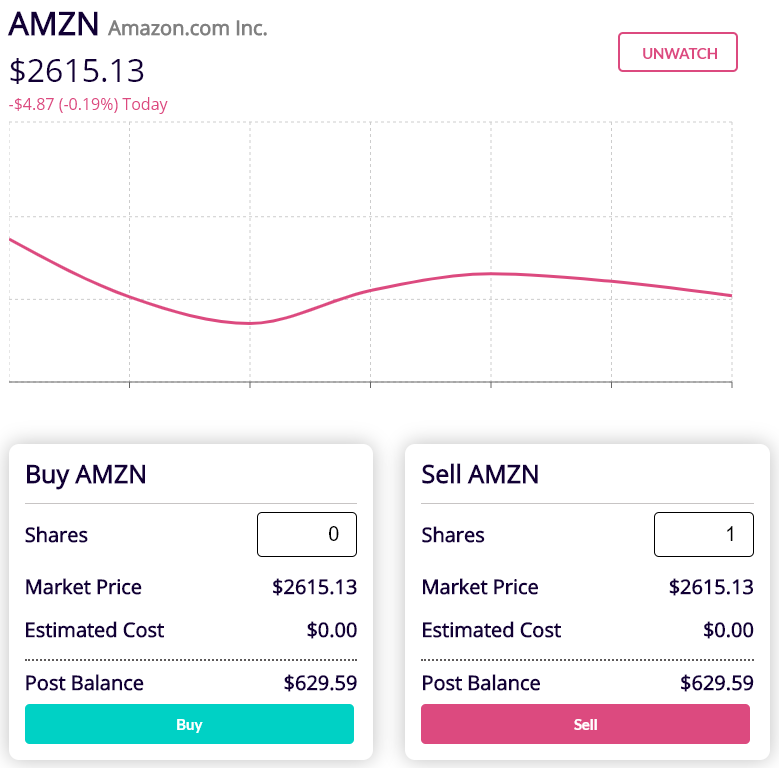 AMZN Amazon.com Inc.
UNWATCH
$2615.13
-$4.87 (-0.19%) Today
Buy AMZN
Shares 0
Market Price $2615.13
Estimated Cost $0.00
Post Balance $629.59
Buy
Sell AMZN
Shares 1
Market Price $2615.13
Estimated Cost $0.00
Post Balance $629.59
Sell